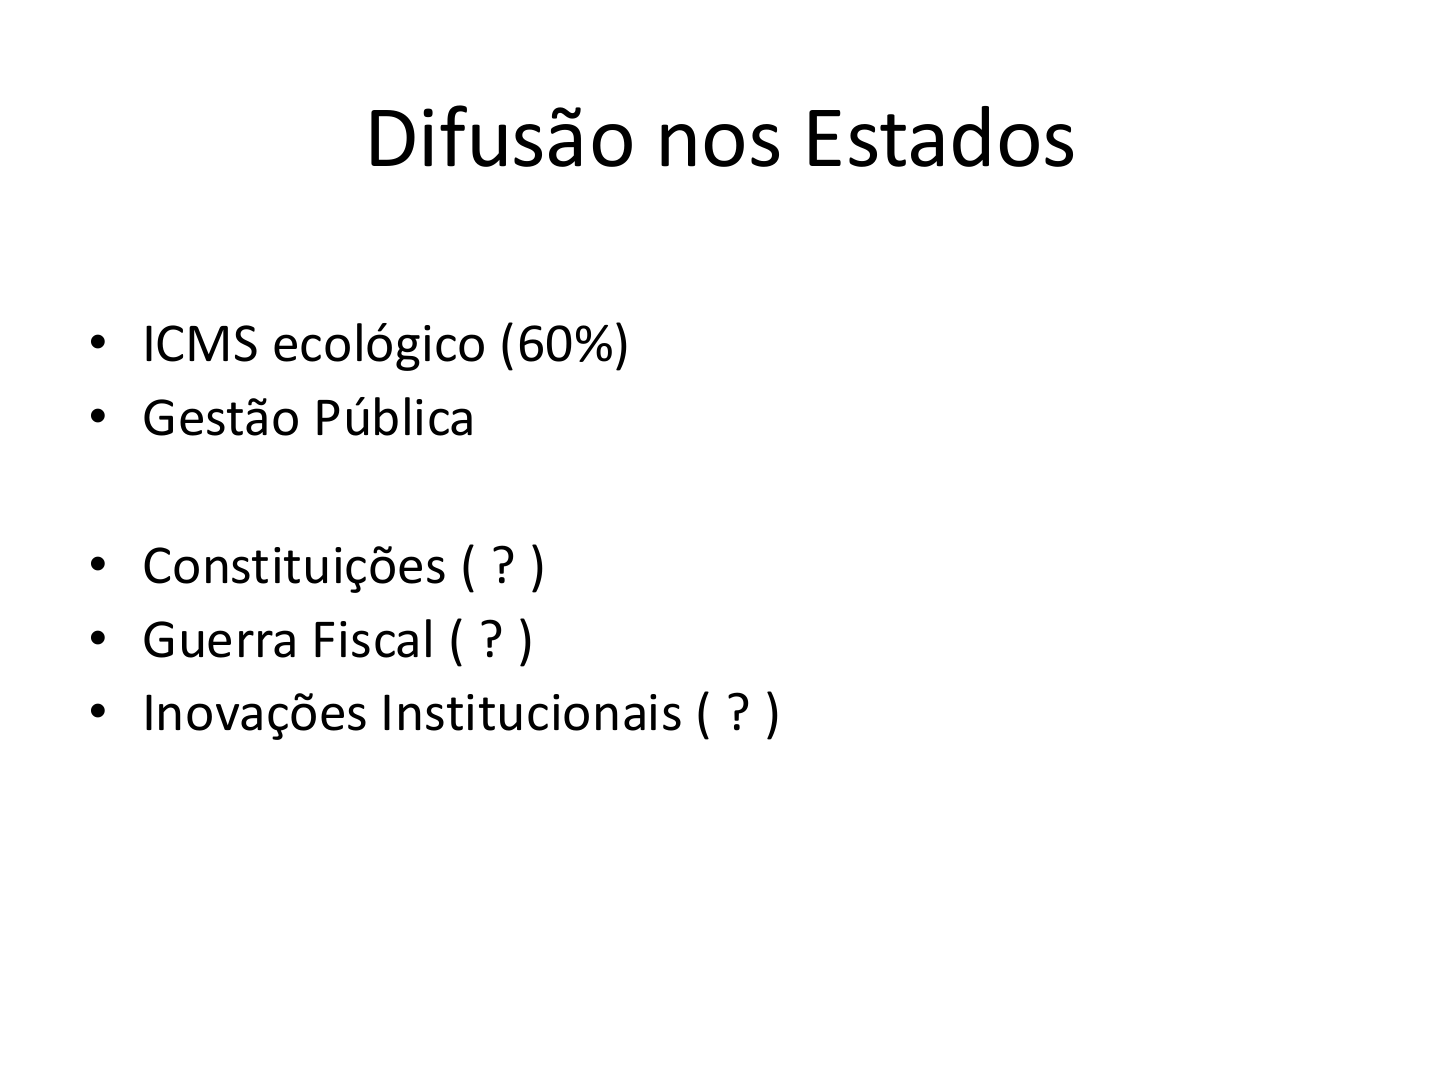 Difusão nos Estados
• ICMS ecológico (60%)
• Gestão Pública
• Constituições ( ? )
• Guerra Fiscal ( ? )
• Inovações Institucionais ( ? )